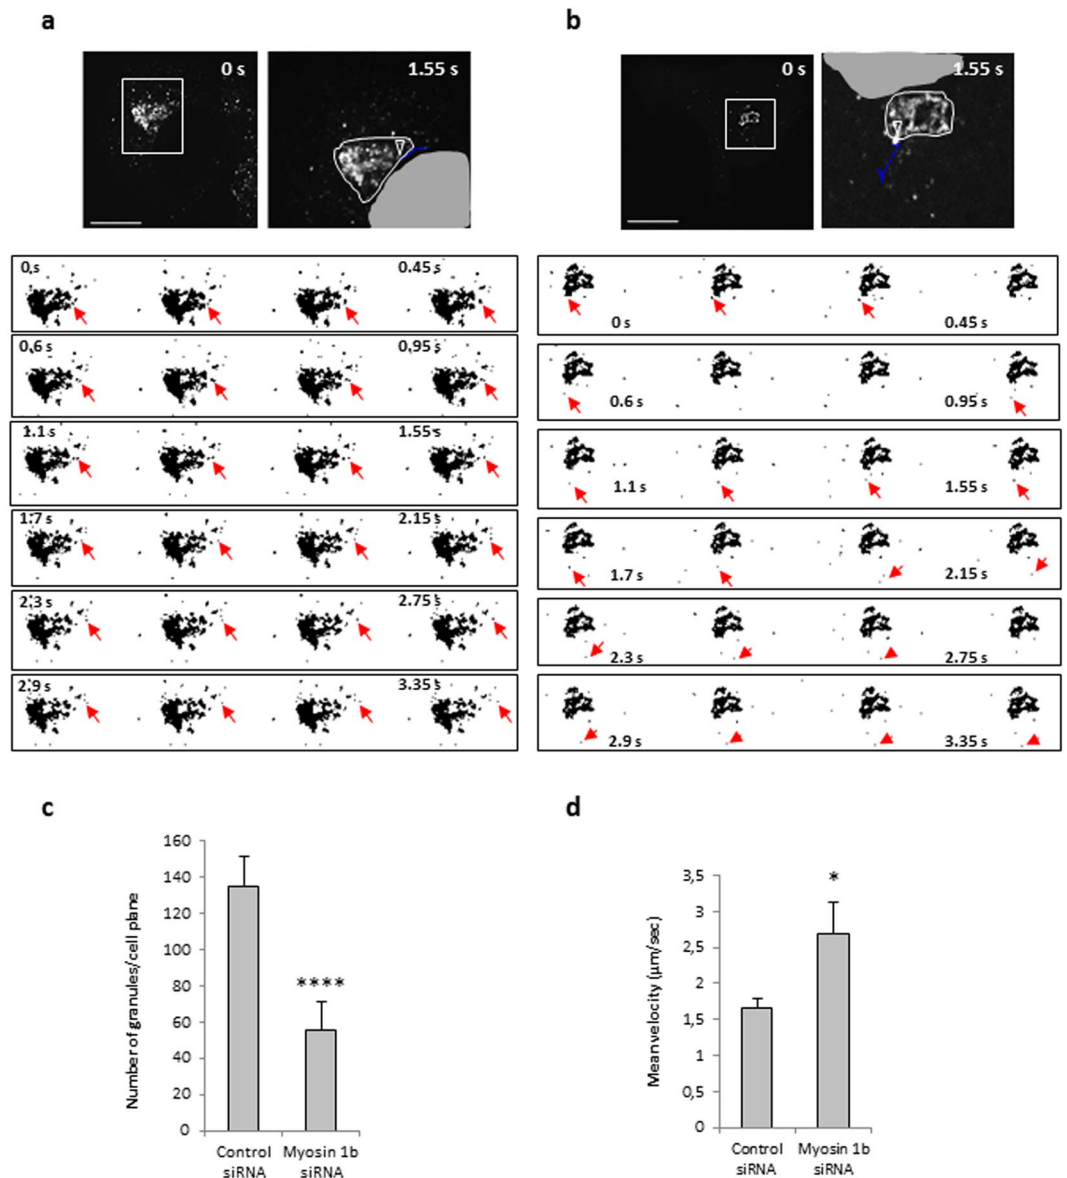 a
b
0 s
1.55 s
0 s
1.55 s
0 s
0.45 s
0.6 s
0.95 s
1.1 s
1.55 s
1.7 s
2.15 s
2.3 s
2.75 s
2.9 s
3.35 s
0 s
0.45 s
0.6 s
0.95 s
1.1 s
1.55 s
1.7 s
2.15 s
2.3 s
2.75 s
2.9 s
3.35 s
c
Number of granules/cell plane
160
140
120
100
80
60
40
20
0
****
Control siRNA
Myosin 1b siRNA
d
Mean velocity (µm/sec)
3,5
3
2,5
2
1,5
1
0,5
0
*
Control siRNA
Myosin 1b siRNA